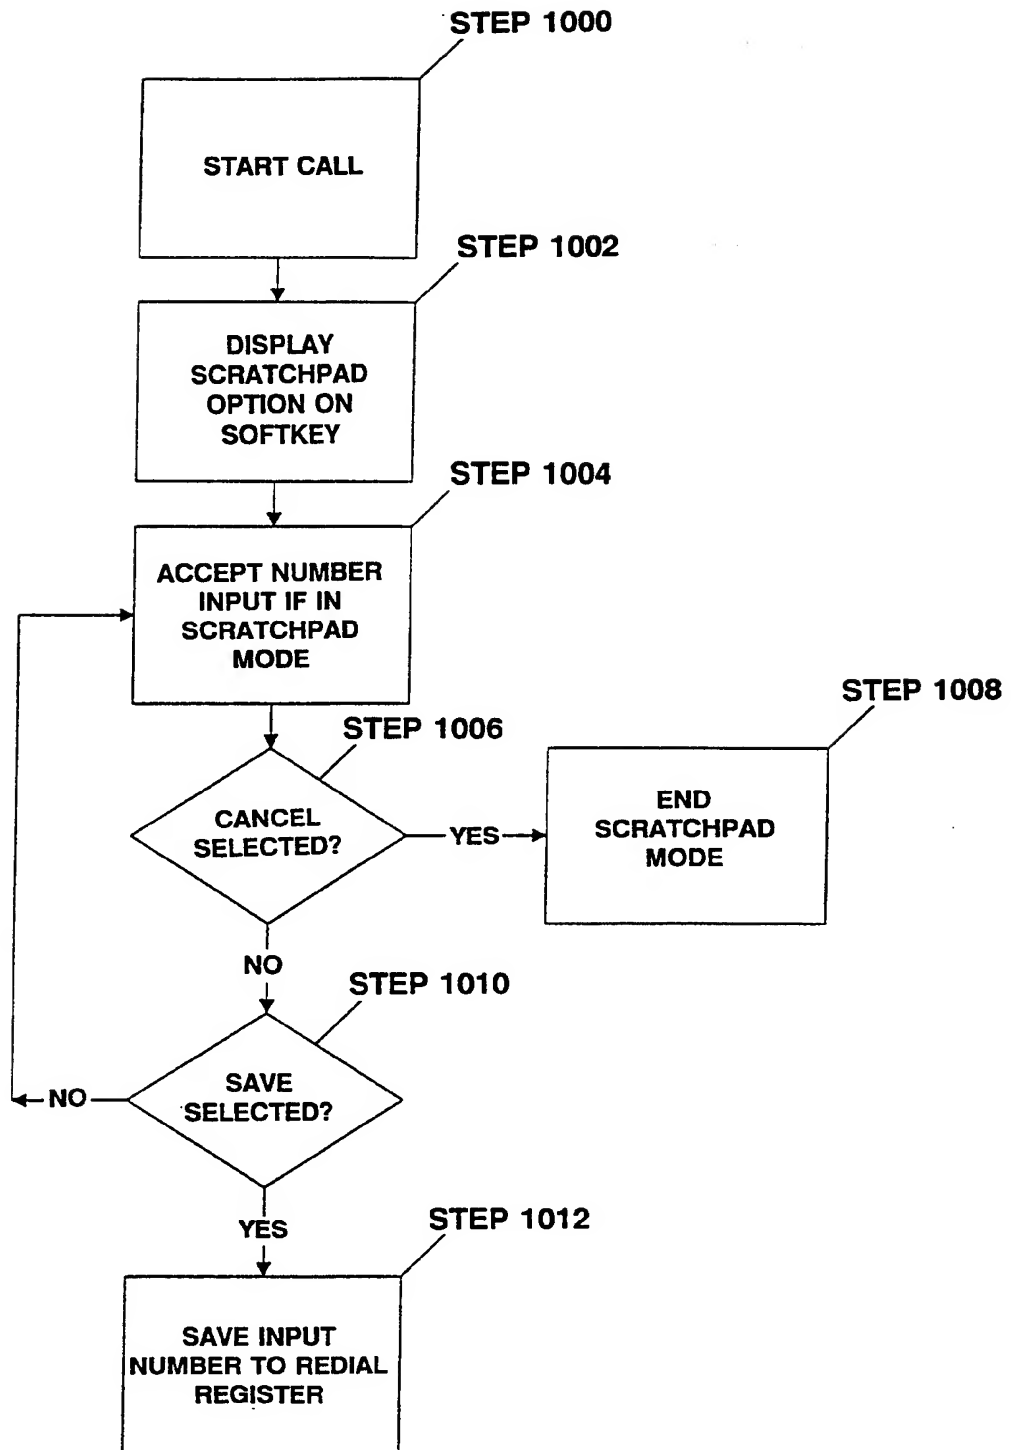 STEP 1000
START CALL
STEP 1002
DISPLAY
SCRATCHPAD
OPTION ON
SOFTKEY
STEP 1004
ACCEPT NUMBER
INPUT IF IN
SCRATCHPAD
MODE
STEP 1006
CANCEL
SELECTED?
YES
STEP 1008
END
SCRATCHPAD
MODE
NO
STEP 1010
SAVE
SELECTED?
NO
YES
STEP 1012
SAVE INPUT
NUMBER TO REDIAL
REGISTER